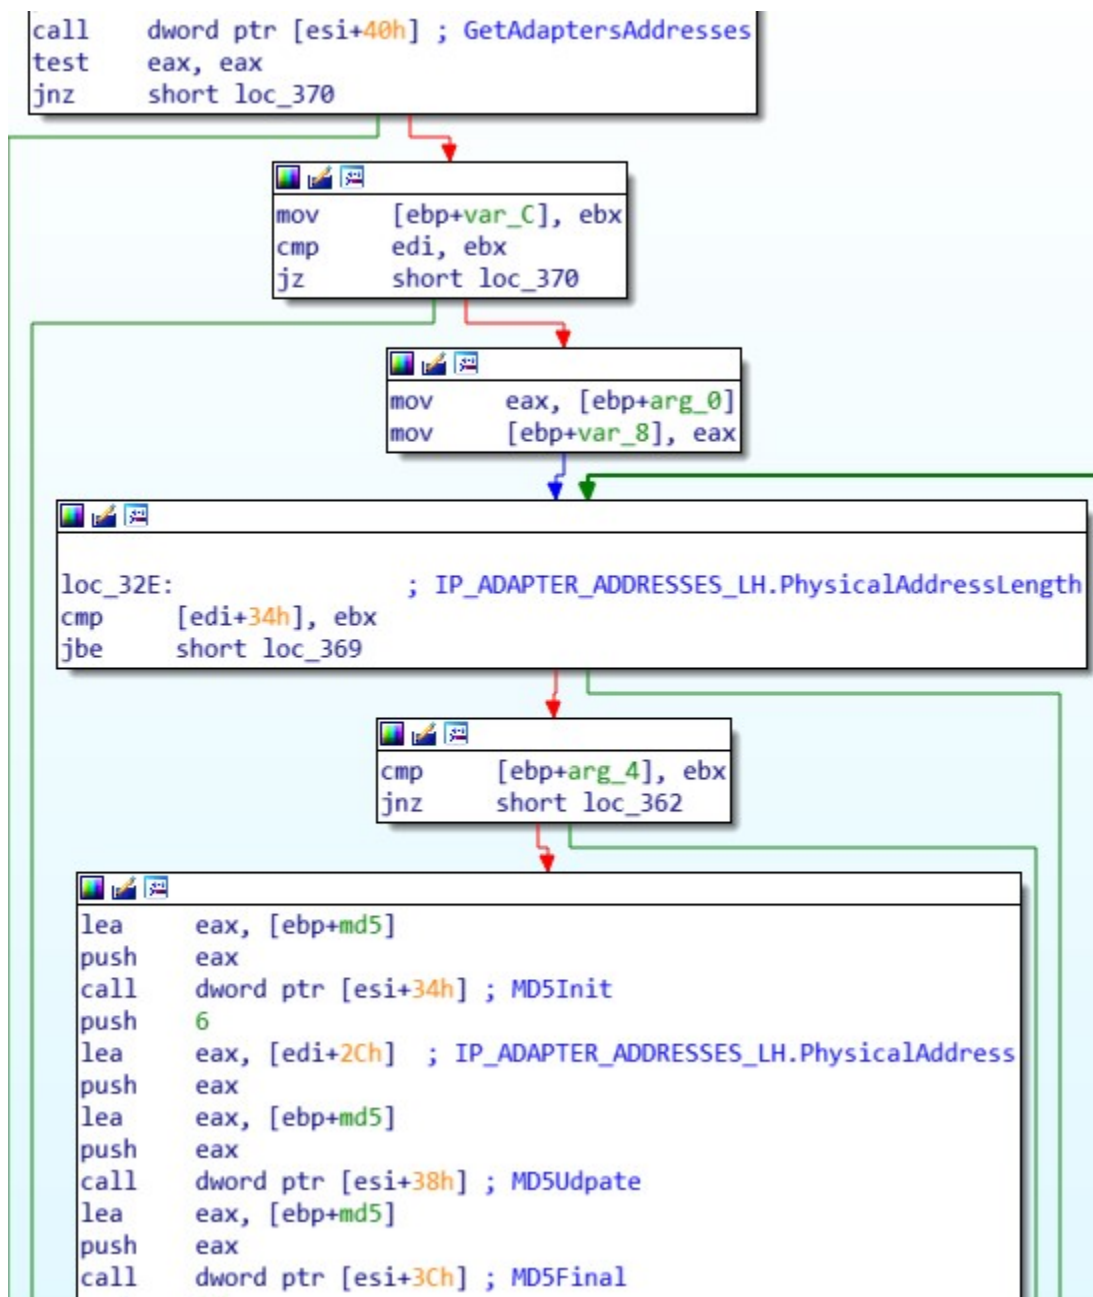 call dword ptr [esi+40h] ; GetAdaptersAddresses
test eax, eax
jnz short loc_370
mov [ebp+var_C], ebx
cmp edi, ebx
jz short loc_370
mov eax, [ebp+arg_0]
mov [ebp+var_8], eax
loc_32E: ; IP_ADAPTER_ADDRESSES_LH.PhysicalAddressLength
cmp [edi+34h], ebx
jbe short loc_369
cmp [ebp+arg_4], ebx
jnz short loc_362
lea eax, [ebp+md5]
push eax
call dword ptr [esi+34h] ; MD5Init
push 6
lea eax, [edi+2Ch] ; IP_ADAPTER_ADDRESSES_LH.PhysicalAddress
push eax
lea eax, [ebp+md5]
push eax
call dword ptr [esi+38h] ; MD5Udpate
lea eax, [ebp+md5]
push eax
call dword ptr [esi+3Ch] ; MD5Final